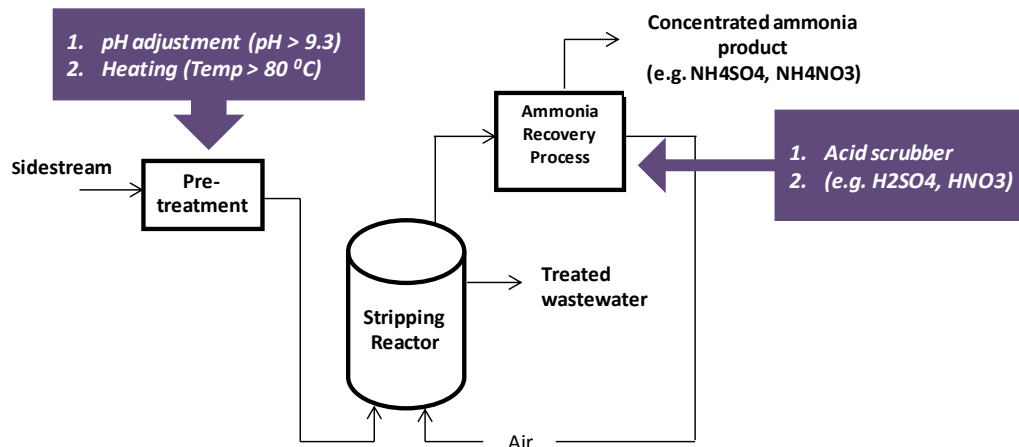 1. pH adjustment (pH > 9.3)
2. Heating (Temp > 80 ⁰C)
Concentrated ammonia
product
(e.g. NH4SO4, NH4NO3)
Sidestream
Pre-
treatment
Ammonia
Recovery
Process
1. Acid scrubber
2. (e.g. H2SO4, HNO3)
Stripping
Reactor
Treated
wastewater
Air